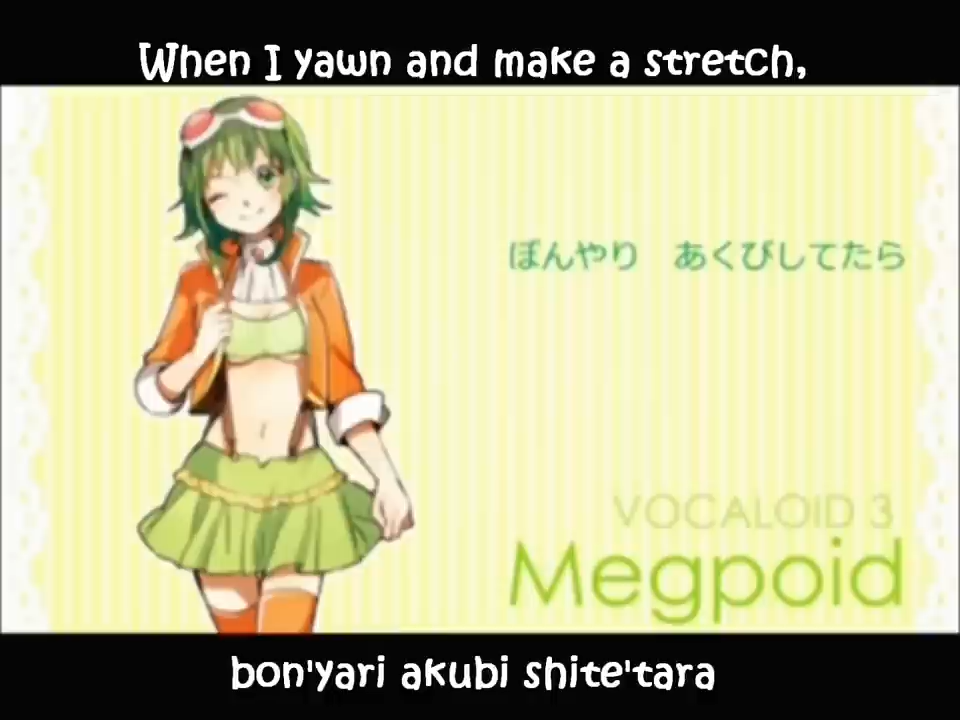 When I yawn and make a stretch,
ぼんやり　あくびしてたら
VOCALOID 3
Megpoid
bon'yari akubi shite'tara